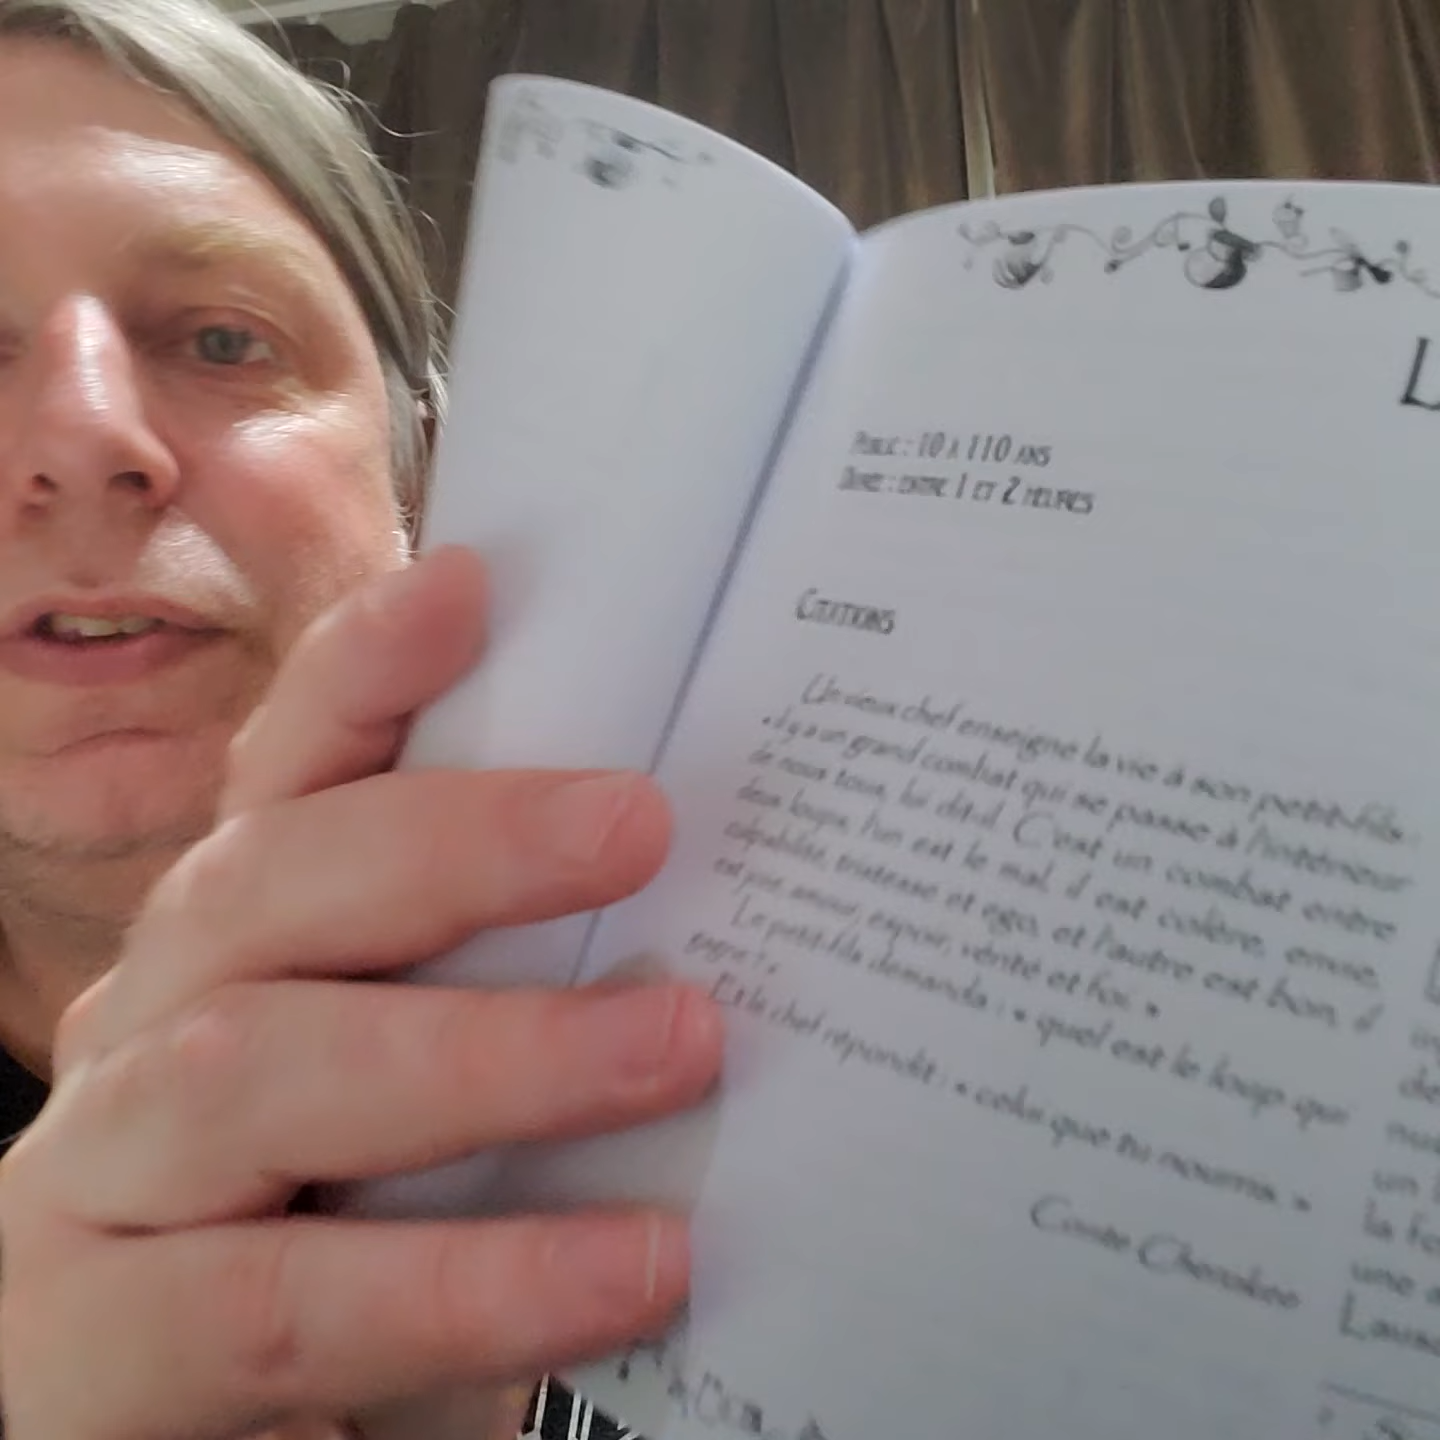 L
Public : 10 à 110 ans
Durée : entre 1 et 2 heures
Citations
Un vieux chef enseigne la vie à son petit-fils :
« il y a un grand combat qui se passe à l'intérieur
de nous tous, lui dit-il. C'est un combat entre
deux loups, l'un est le mal, il est colère, envie,
culpabilité, tristesse et ego, et l'autre est bon, il
est joie, amour, espoir, vérité et foi. »
Le petit-fils demanda : « quel est le loup qui
gagne ? »
Et le chef répondit : « celui que tu nourris. »
Conte Cherokee
de
un
la
une